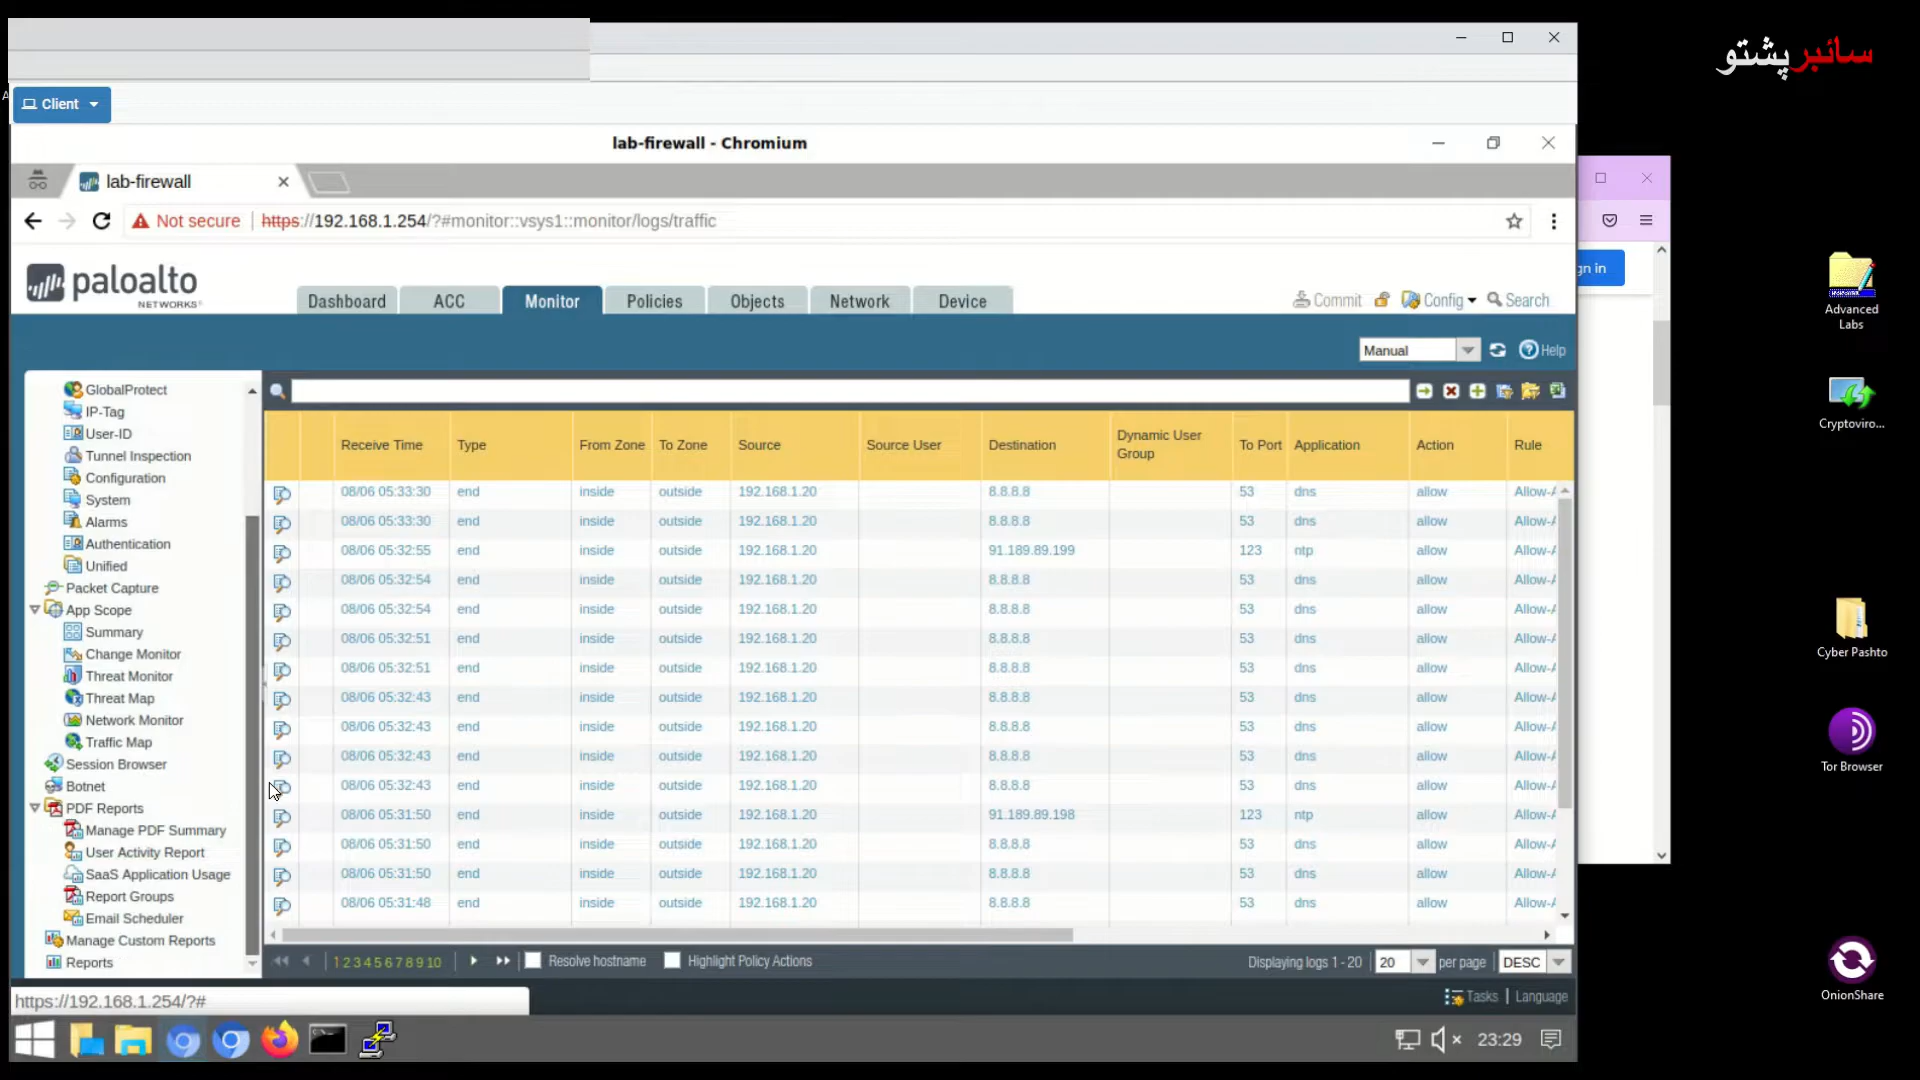 سائبر پشتو
Client
lab-firewall - Chromium
lab-firewall
Not secure https://192.168.1.254/?#monitor::vsys1::monitor/logs/traffic
paloalto
NETWORKS
Dashboard ACC Monitor Policies Objects Network Device
Commit Config Search
Manual Help
GlobalProtect
IP-Tag
User-ID
Tunnel Inspection
Configuration
System
Alarms
Authentication
Unified
Packet Capture
App Scope
Summary
Change Monitor
Threat Monitor
Threat Map
Network Monitor
Traffic Map
Session Browser
Botnet
PDF Reports
Manage PDF Summary
User Activity Report
SaaS Application Usage
Report Groups
Email Scheduler
Manage Custom Reports
Reports
Receive Time Type From Zone To Zone Source Source User Destination Dynamic User Group To Port Application Action Rule
08/06 05:33:30 end inside outside 192.168.1.20 8.8.8.8 53 dns allow Allow-
08/06 05:33:30 end inside outside 192.168.1.20 8.8.8.8 53 dns allow Allow-
08/06 05:32:55 end inside outside 192.168.1.20 91.189.89.199 123 ntp allow Allow-
08/06 05:32:54 end inside outside 192.168.1.20 8.8.8.8 53 dns allow Allow-
08/06 05:32:54 end inside outside 192.168.1.20 8.8.8.8 53 dns allow Allow-
08/06 05:32:51 end inside outside 192.168.1.20 8.8.8.8 53 dns allow Allow-
08/06 05:32:51 end inside outside 192.168.1.20 8.8.8.8 53 dns allow Allow-
08/06 05:32:43 end inside outside 192.168.1.20 8.8.8.8 53 dns allow Allow-
08/06 05:32:43 end inside outside 192.168.1.20 8.8.8.8 53 dns allow Allow-
08/06 05:32:43 end inside outside 192.168.1.20 8.8.8.8 53 dns allow Allow-
08/06 05:32:43 end inside outside 192.168.1.20 8.8.8.8 53 dns allow Allow-
08/06 05:31:50 end inside outside 192.168.1.20 91.189.89.198 123 ntp allow Allow-
08/06 05:31:50 end inside outside 192.168.1.20 8.8.8.8 53 dns allow Allow-
08/06 05:31:50 end inside outside 192.168.1.20 8.8.8.8 53 dns allow Allow-
08/06 05:31:48 end inside outside 192.168.1.20 8.8.8.8 53 dns allow Allow-
1 2 3 4 5 6 7 8 9 10 Resolve hostname Highlight Policy Actions Displaying logs 1 - 20 20 per page DESC
Tasks | Language
https://192.168.1.254/?#
23:29
gn in
Advanced
Labs
Cryptoviro...
Cyber Pashto
Tor Browser
OnionShare